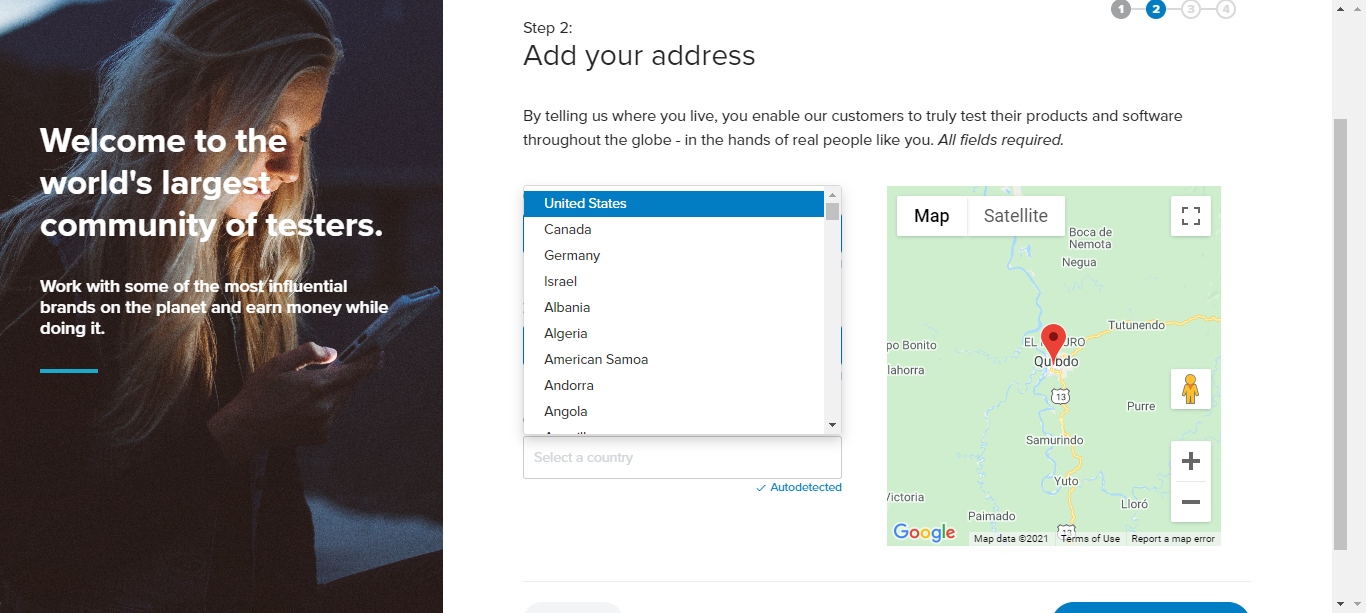 Welcome to the
world's largest
community of testers.
Work with some of the most influential
brands on the planet and earn money while
doing it.
1 2 3 4
Step 2:
Add your address
By telling us where you live, you enable our customers to truly test their products and software
throughout the globe - in the hands of real people like you. All fields required.
United States
Canada
Germany
Israel
Albania
Algeria
American Samoa
Andorra
Angola
Select a country
Autodetected
Map Satellite
Boca de
Nemota
Negua
Tutunendo
po Bonito
lahorra
Quibdo
13
Purre
Samurindo
Yuto
Victoria
Lloró
Paimado
Google
Map data ©2021 Terms of Use Report a map error